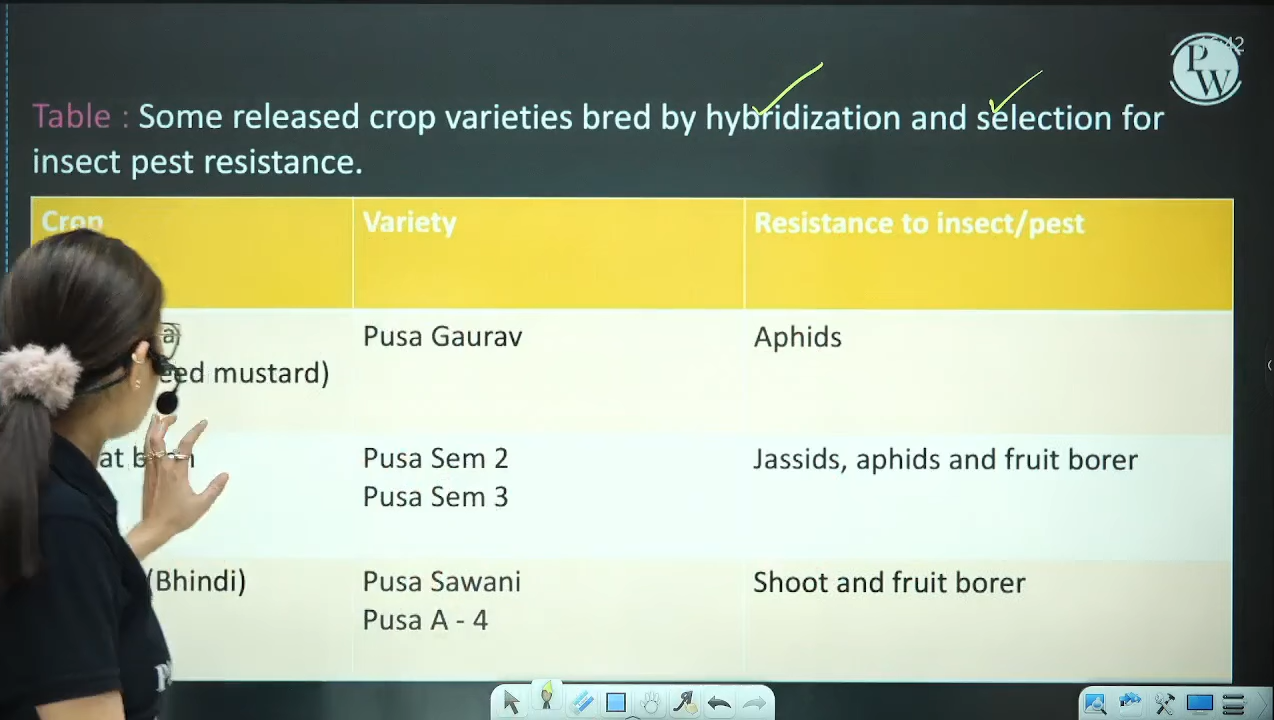 PW
Table : Some released crop varieties bred by hybridization and selection for
insect pest resistance.
Crop Variety Resistance to insect/pest
Pusa Gaurav Aphids
mustard)
Pusa Sem 2 Jassids, aphids and fruit borer
Pusa Sem 3
(Bhindi) Pusa Sawani Shoot and fruit borer
Pusa A - 4